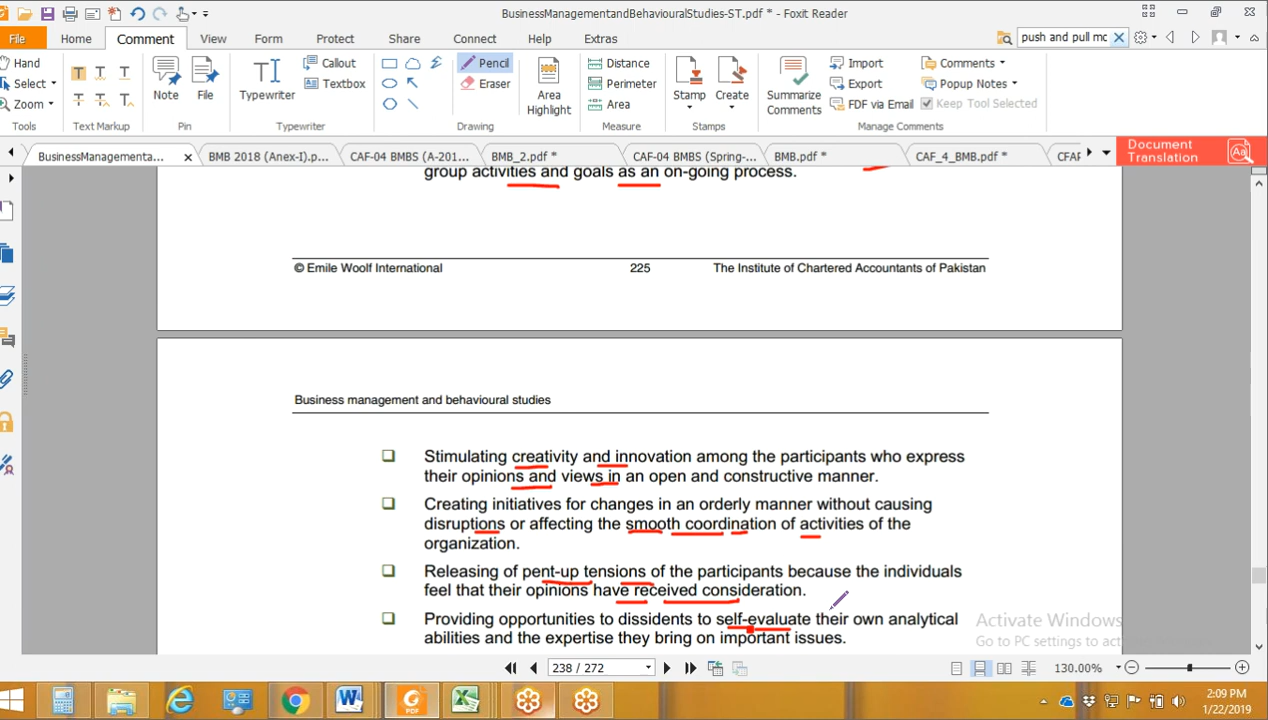 BusinessManagementandBehaviouralStudies-ST.pdf * - Foxit Reader
File Home Comment View Form Protect Share Connect Help Extras push and pull mo
Hand
Select
Zoom
Tools
T T T
T T T
Text Markup
Note File
Pin
Typewriter
Callout
Textbox
Typewriter
Pencil
Eraser
Area Highlight
Drawing
Distance
Perimeter
Area
Measure
Stamp Create
Stamps
Summarize Comments
Import
Export
FDF via Email
Comments
Popup Notes
Keep Tool Selected
Manage Comments
BusinessManagementa... BMB 2018 (Anex-I).p... CAF-04 BMBS (A-201... BMB_2.pdf * CAF-04 BMBS (Spring-... BMB.pdf * CAF_4_BMB.pdf * CFAP
Document Translation
group activities and goals as an on-going process.
© Emile Woolf International 225 The Institute of Chartered Accountants of Pakistan
Business management and behavioural studies
Stimulating creativity and innovation among the participants who express
their opinions and views in an open and constructive manner.
Creating initiatives for changes in an orderly manner without causing
disruptions or affecting the smooth coordination of activities of the
organization.
Releasing of pent-up tensions of the participants because the individuals
feel that their opinions have received consideration.
Providing opportunities to dissidents to self-evaluate their own analytical
abilities and the expertise they bring on important issues.
Activate Windows
Go to PC settings to
238 / 272
130.00%
2:09 PM
1/22/2019